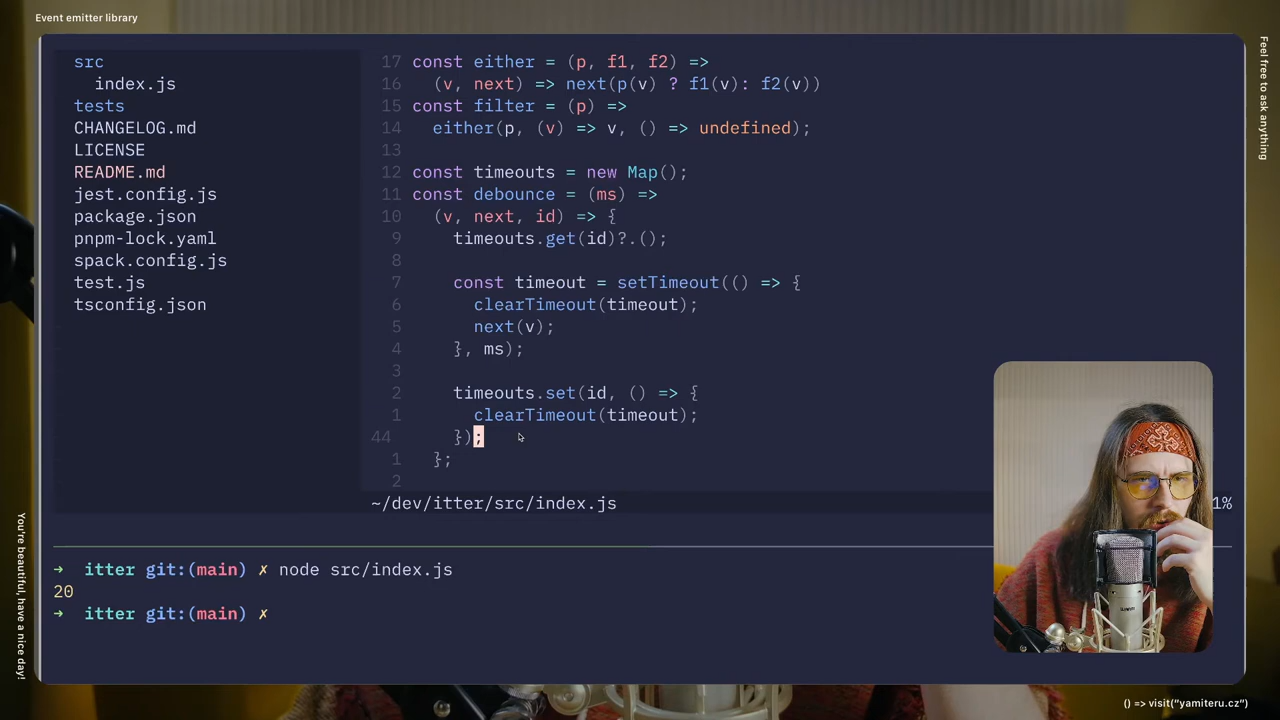 Event emitter library
Feel free to ask anything
src
index.js
tests
CHANGELOG.md
LICENSE
README.md
jest.config.js
package.json
pnpm-lock.yaml
spack.config.js
test.js
tsconfig.json
17 const either = (p, f1, f2) =>
16 (v, next) => next(p(v) ? f1(v): f2(v))
15 const filter = (p) =>
14 either(p, (v) => v, () => undefined);
13
12 const timeouts = new Map();
11 const debounce = (ms) =>
10 (v, next, id) => {
9 timeouts.get(id)?.();
8
7 const timeout = setTimeout(() => {
6 clearTimeout(timeout);
5 next(v);
4 }, ms);
3
2 timeouts.set(id, () => {
1 clearTimeout(timeout);
44 });
1 };
2
~/dev/itter/src/index.js
1%
→ itter git:(main) ✗ node src/index.js
20
→ itter git:(main) ✗
You're beautiful, have a nice day!
() => visit("yamiteru.cz")